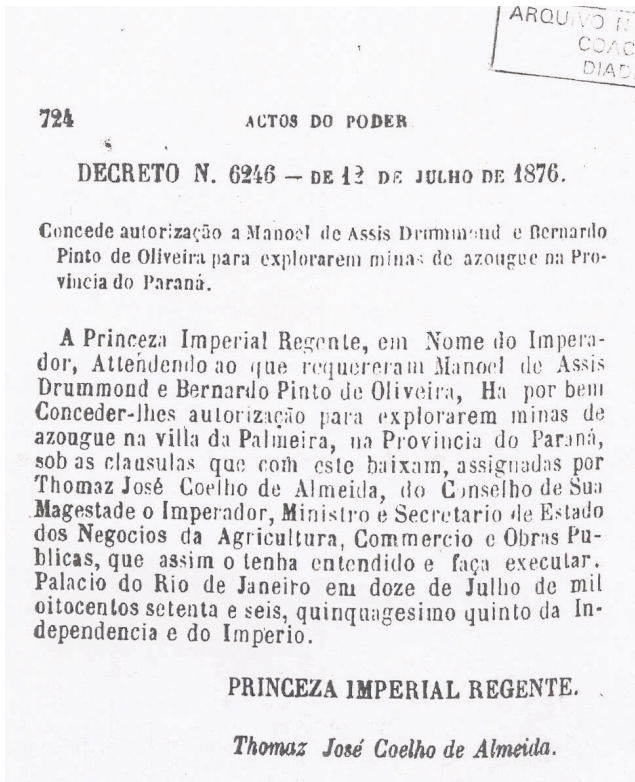 ARQUIVO N
COAC
DIAD
724 ACTOS DO PODER
DECRETO N. 6246 — DE 12 DE JULHO DE 1876.
Concede autorização a Manoel de Assis Drummond e Bernardo
Pinto de Oliveira para explorarem minas de azougue na Pro-
vincia do Paraná.
A Princeza Imperial Regente, em Nome do Impera-
dor, Attendendo ao que requereram Manoel de Assis
Drummond e Bernardo Pinto de Oliveira, Ha por bem
Conceder-lhes autorização para explorarem minas de
azougue na villa da Palmeira, na Provincia do Paraná,
sob as clausulas que com este baixam, assignadas por
Thomaz José Coelho de Almeida, do Conselho de Sua
Magestade o Imperador, Ministro e Secretario de Estado
dos Negocios da Agricultura, Commercio e Obras Pu-
blicas, que assim o tenha entendido e faça executar.
Palacio do Rio de Janeiro em doze de Julho de mil
oitocentos setenta e seis, quinquagesimo quinto da In-
dependencia e do Imperio.
PRINCEZA IMPERIAL REGENTE.
Thomaz José Coelho de Almeida.